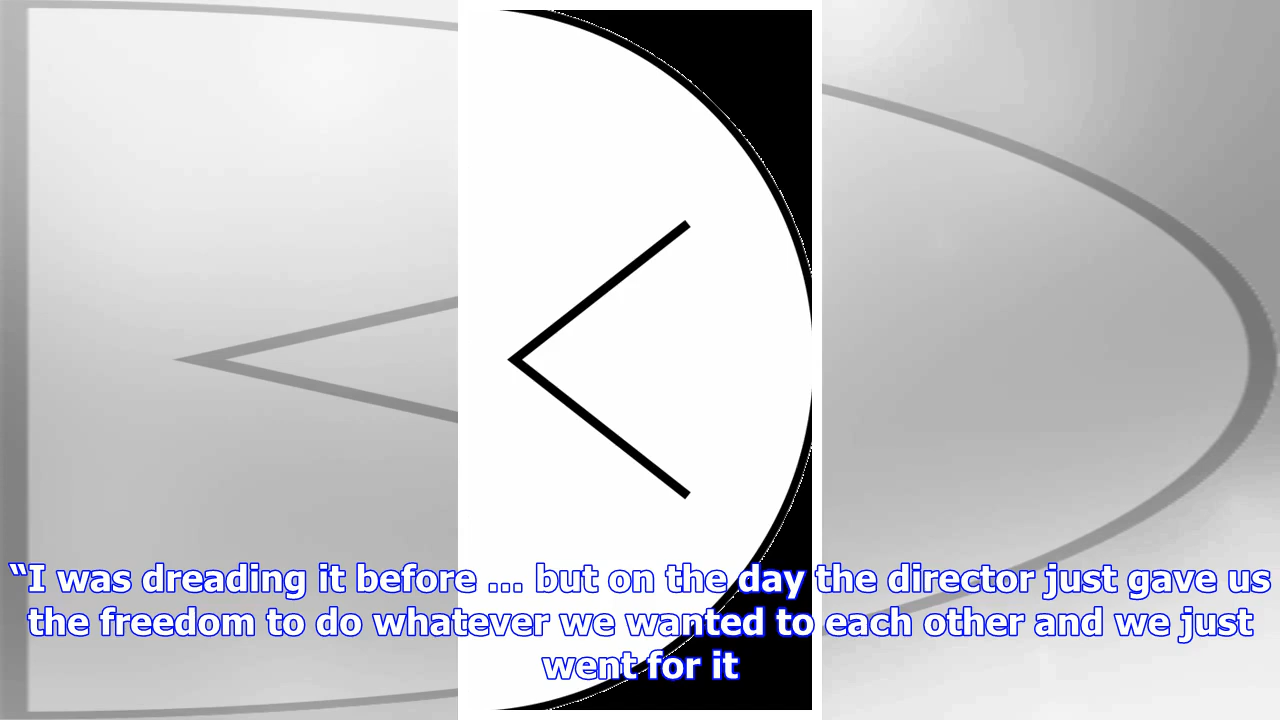 “I was dreading it before ... but on the day the director just gave us
the freedom to do whatever we wanted to each other and we just
went for it